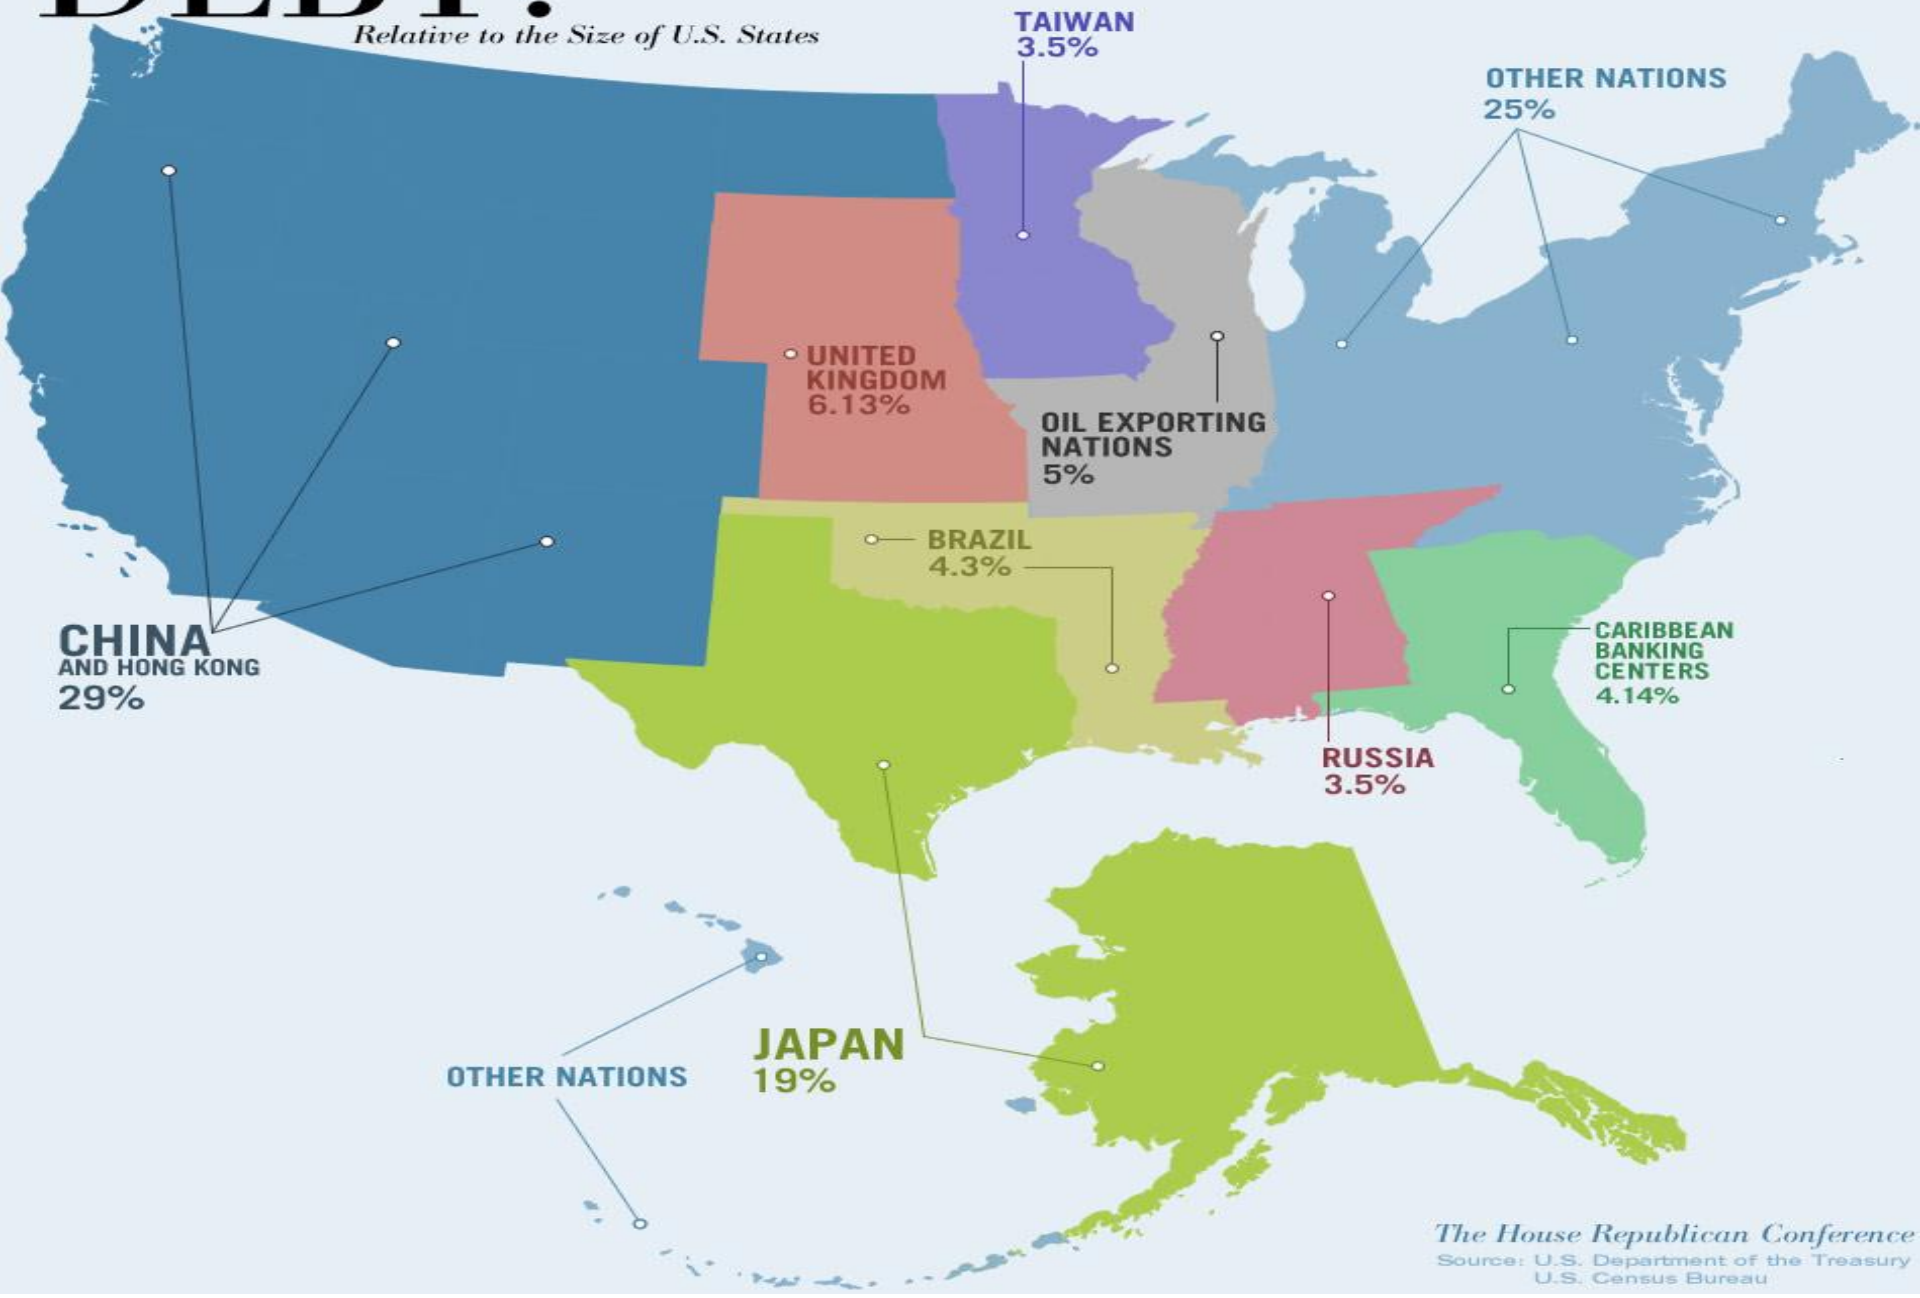 DEBT?
Relative to the Size of U.S. States
TAIWAN
3.5%
OTHER NATIONS
25%
UNITED
KINGDOM
6.13%
OIL EXPORTING
NATIONS
5%
BRAZIL
4.3%
CHINA
AND HONG KONG
29%
CARIBBEAN
BANKING
CENTERS
4.14%
RUSSIA
3.5%
JAPAN
19%
OTHER NATIONS
The House Republican Conference
Source: U.S. Department of the Treasury
U.S. Census Bureau